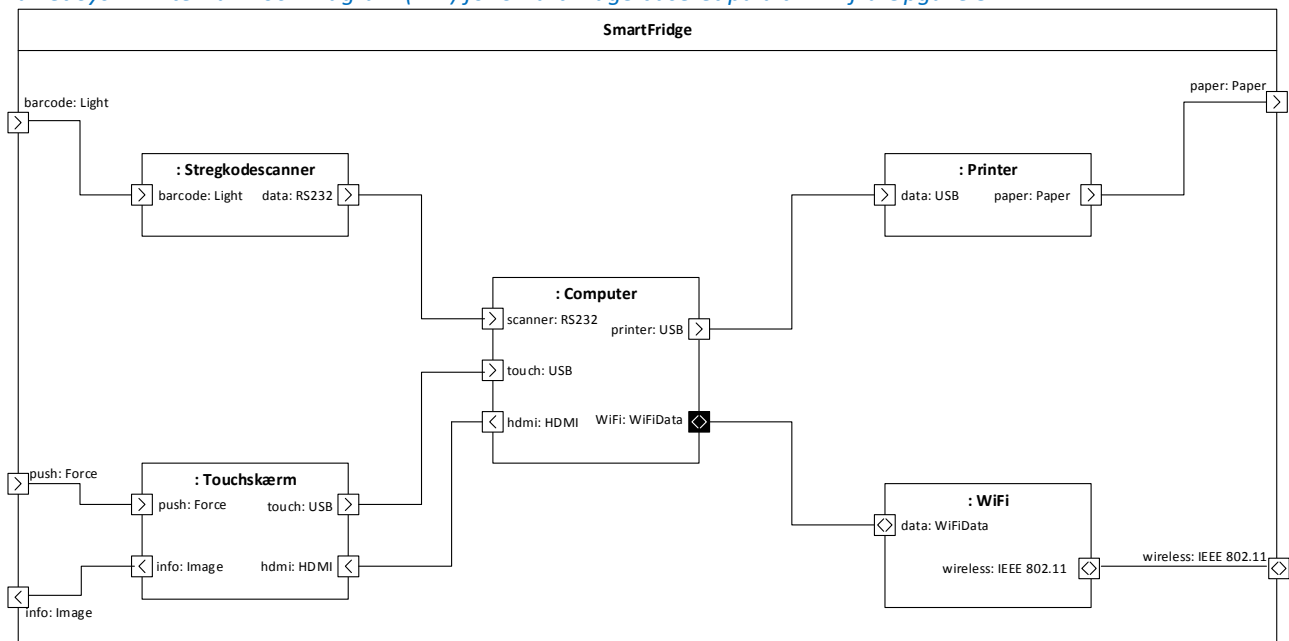 SmartFridge
barcode: Light
paper: Paper
: Stregkodescanner
barcode: Light
data: RS232
: Printer
data: USB
paper: Paper
: Computer
scanner: RS232
printer: USB
touch: USB
hdmi: HDMI
WiFi: WiFiData
push: Force
: Touchskærm
push: Force
touch: USB
info: Image
hdmi: HDMI
info: Image
: WiFi
data: WiFiData
wireless: IEEE 802.11
wireless: IEEE 802.11